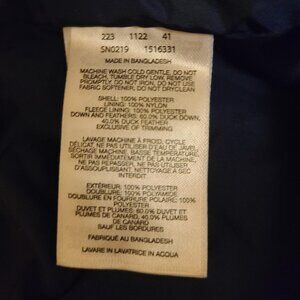 223 1122 41
SN0219 1516331
MADE IN BANGLADESH
MACHINE WASH COLD GENTLE, DO NOT
BLEACH, TUMBLE DRY LOW, REMOVE
PROMPTLY, DO NOT IRON, DO NOT USE
FABRIC SOFTENER, DO NOT DRYCLEAN
SHELL: 100% POLYESTER
LINING: 100% NYLON
FLEECE LINING: 100% POLYESTER
DOWN AND FEATHERS: 60.0% DUCK DOWN,
40.0% DUCK FEATHER
EXCLUSIVE OF TRIMMING
LAVAGE MACHINE À FROID, CYCLE
DÉLICAT, NE PAS D'EAU DE JAVEL,
SÉCHAGE MACHINE, BASSE TEMPÉRATURE,
SORTIR IMMÉDIATEMENT DE LA MACHINE,
NE PAS REPASSER, NE PAS UTILISER
D'ASSOUPLISSANT, NETTOYAGE À SEC
INTERDIT
EXTÉRIEUR: 100% POLYESTER
DOUBLURE: 100% POLYAMIDE
DOUBLURE EN FOURRURE POLAIRE: 100%
POLYESTER
DUVET ET PLUMES: 60.0% DUVET ET PLUMES
DE CANARD, 40.0% PLUMES DE CANARD
SAUF LES BORDURES
FABRIQUÉ AU BANGLADESH
LAVARE IN LAVATRICE IN ACQUA